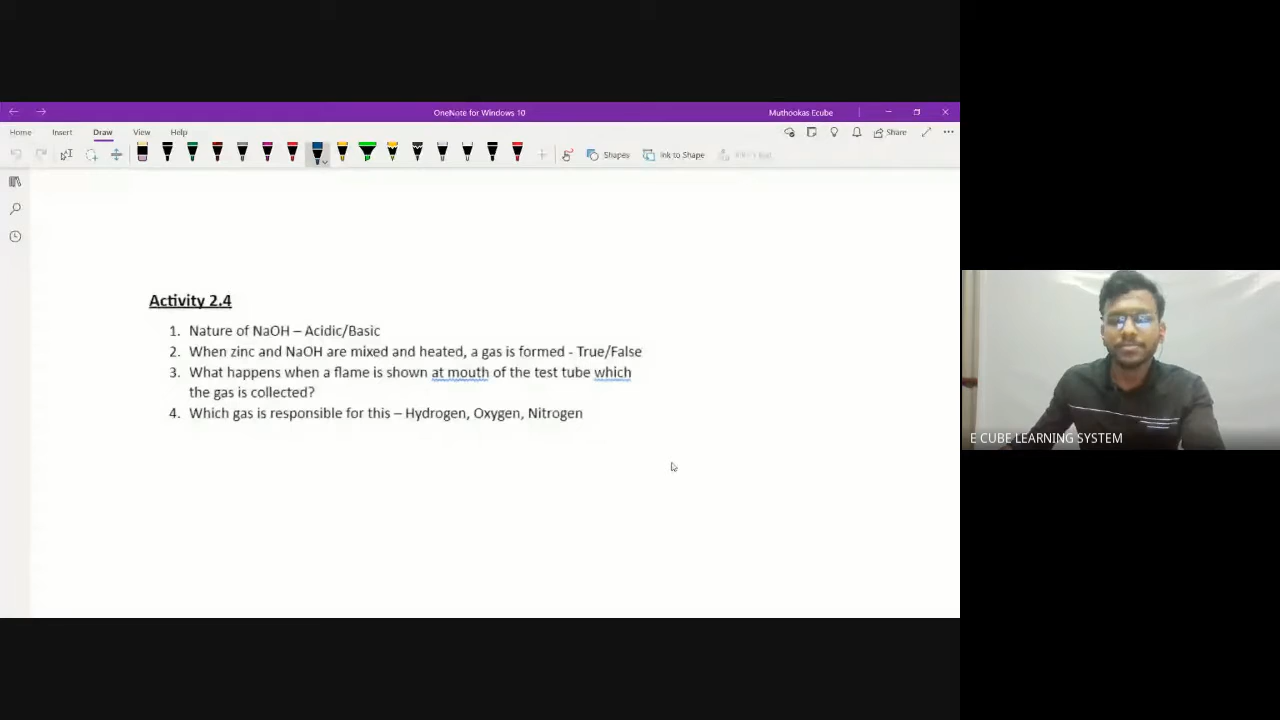 OneNote for Windows 10
Muthookas Ecube
Home Insert Draw View Help
Share
Shapes Ink to Shape
Activity 2.4
1. Nature of NaOH – Acidic/Basic
2. When zinc and NaOH are mixed and heated, a gas is formed - True/False
3. What happens when a flame is shown at mouth of the test tube which
the gas is collected?
4. Which gas is responsible for this – Hydrogen, Oxygen, Nitrogen
E CUBE LEARNING SYSTEM